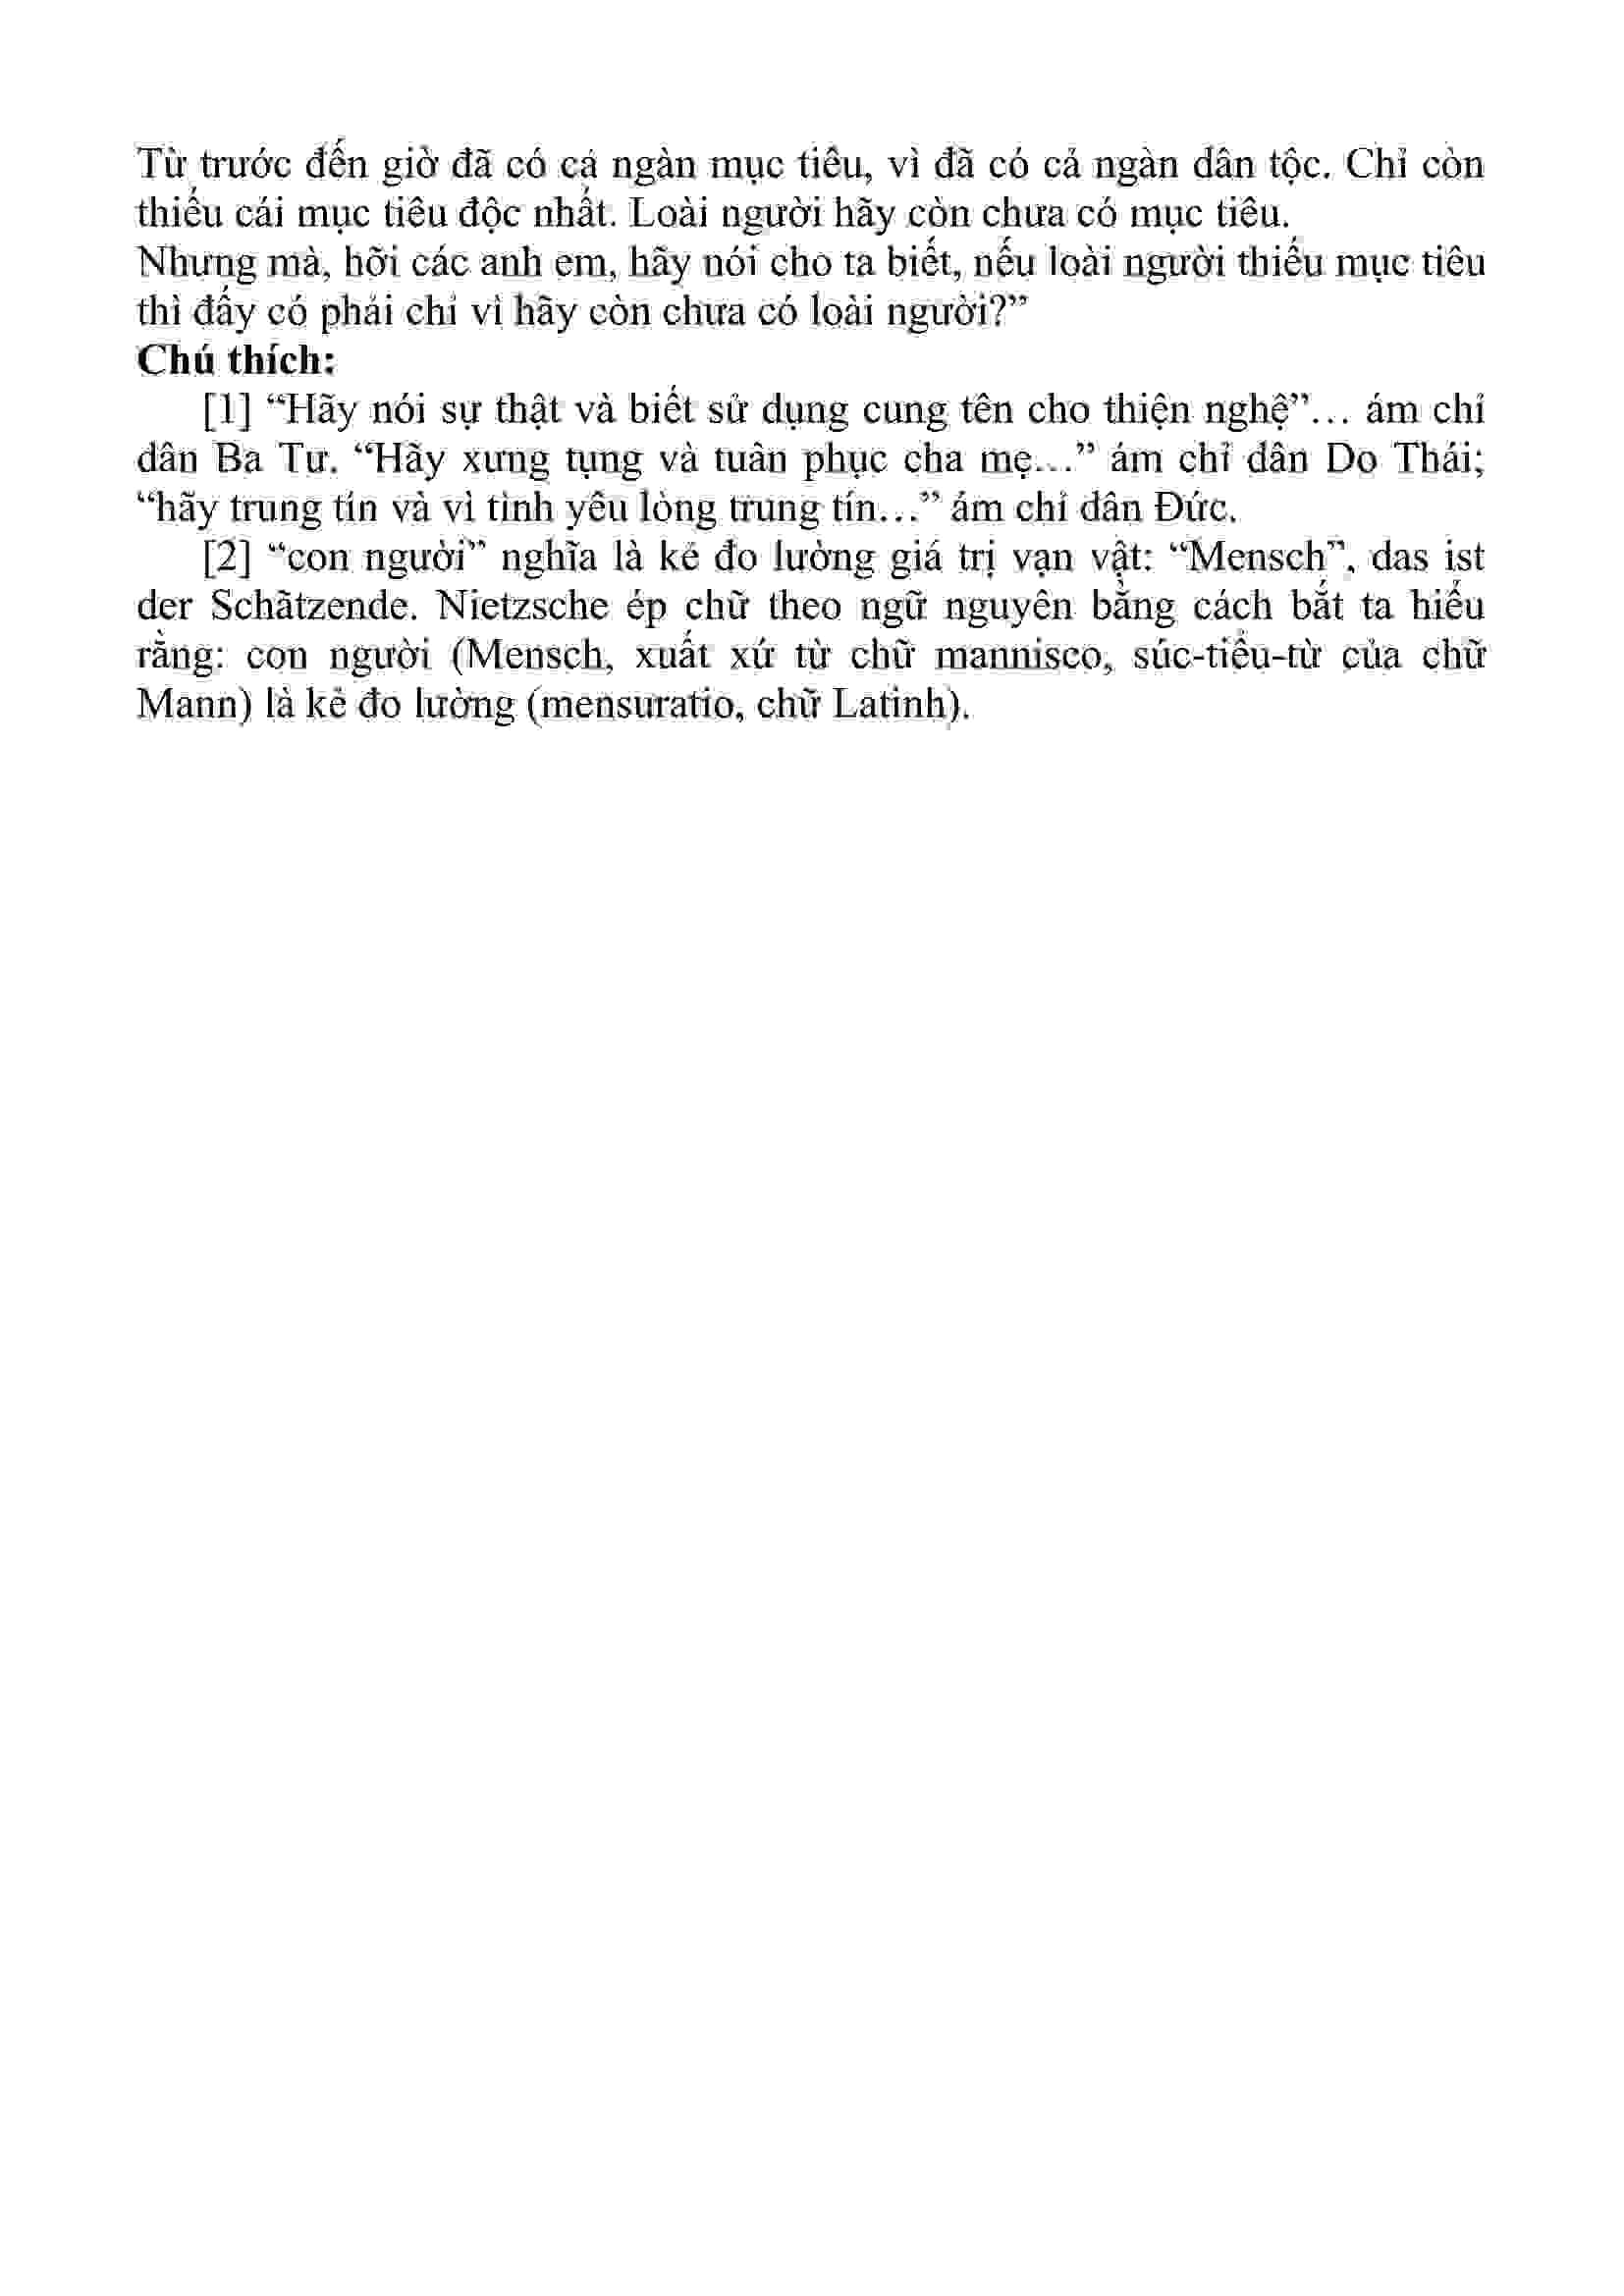 Từ trước đến giờ đã có cả ngàn mục tiêu, vì đã có cả ngàn dân tộc. Chỉ còn
thiếu cái mục tiêu độc nhất. Loài người hãy còn chưa có mục tiêu.
Nhưng mà, hỡi các anh em, hãy nói cho ta biết, nếu loài người thiếu mục tiêu
thì đấy có phải chỉ vì hãy còn chưa có loài người?”
Chú thích:
[1] “Hãy nói sự thật và biết sử dụng cung tên cho thiện nghệ”… ám chỉ
dân Ba Tư. “Hãy xưng tụng và tuân phục cha mẹ…” ám chỉ dân Do Thái;
“hãy trung tín và vì tình yêu lòng trung tín…” ám chỉ dân Đức.
[2] “con người” nghĩa là kẻ đo lường giá trị vạn vật: “Mensch”, das ist
der Schätzende. Nietzsche ép chữ theo ngữ nguyên bằng cách bắt ta hiểu
rằng: con người (Mensch, xuất xứ từ chữ mannisco, súc-tiểu-từ của chữ
Mann) là kẻ đo lường (mensuratio, chữ Latinh).